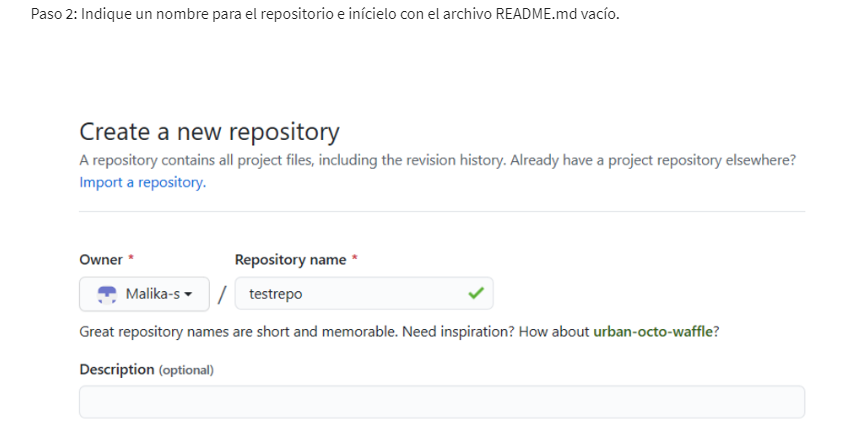 Paso 2: Indique un nombre para el repositorio e inícielo con el archivo README.md vacío.
Create a new repository
A repository contains all project files, including the revision history. Already have a project repository elsewhere?
Import a repository.
Owner * Repository name *
Malika-s / testrepo
Great repository names are short and memorable. Need inspiration? How about urban-octo-waffle?
Description (optional)